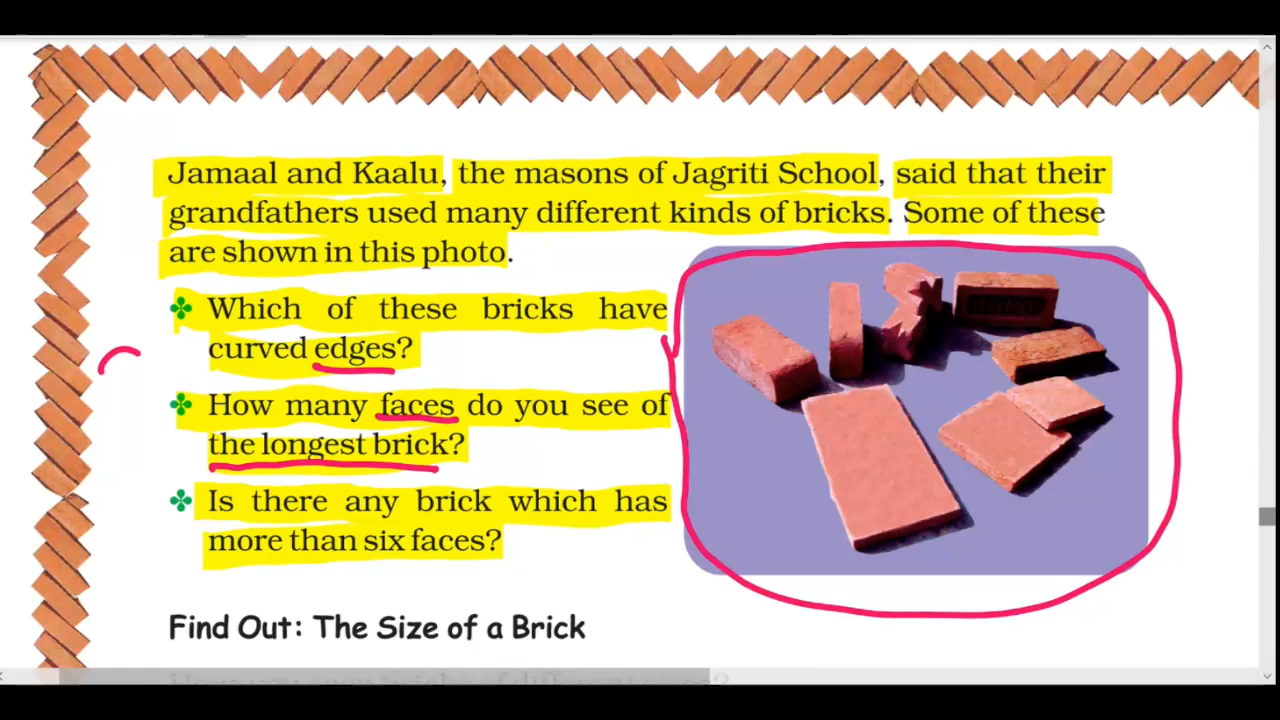 Jamaal and Kaalu, the masons of Jagriti School, said that their
grandfathers used many different kinds of bricks. Some of these
are shown in this photo.
Which of these bricks have
curved edges?
How many faces do you see of
the longest brick?
Is there any brick which has
more than six faces?
Find Out: The Size of a Brick